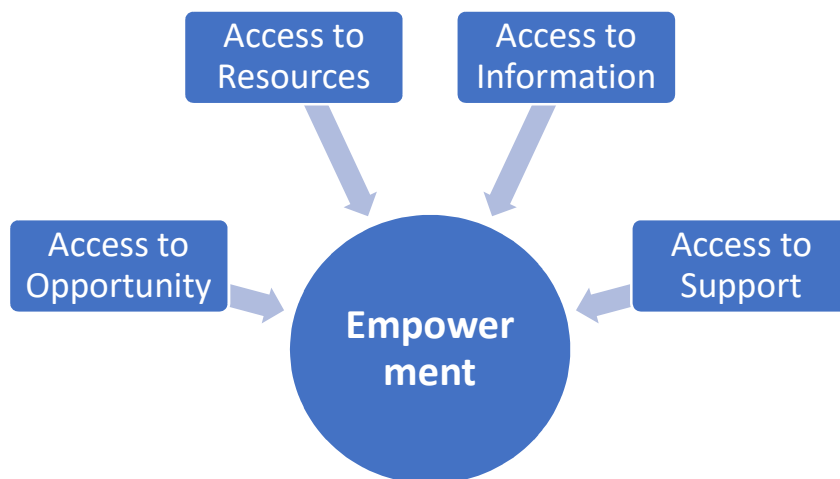 Access to
Resources
Access to
Information
Access to
Opportunity
Access to
Support
Empower
ment